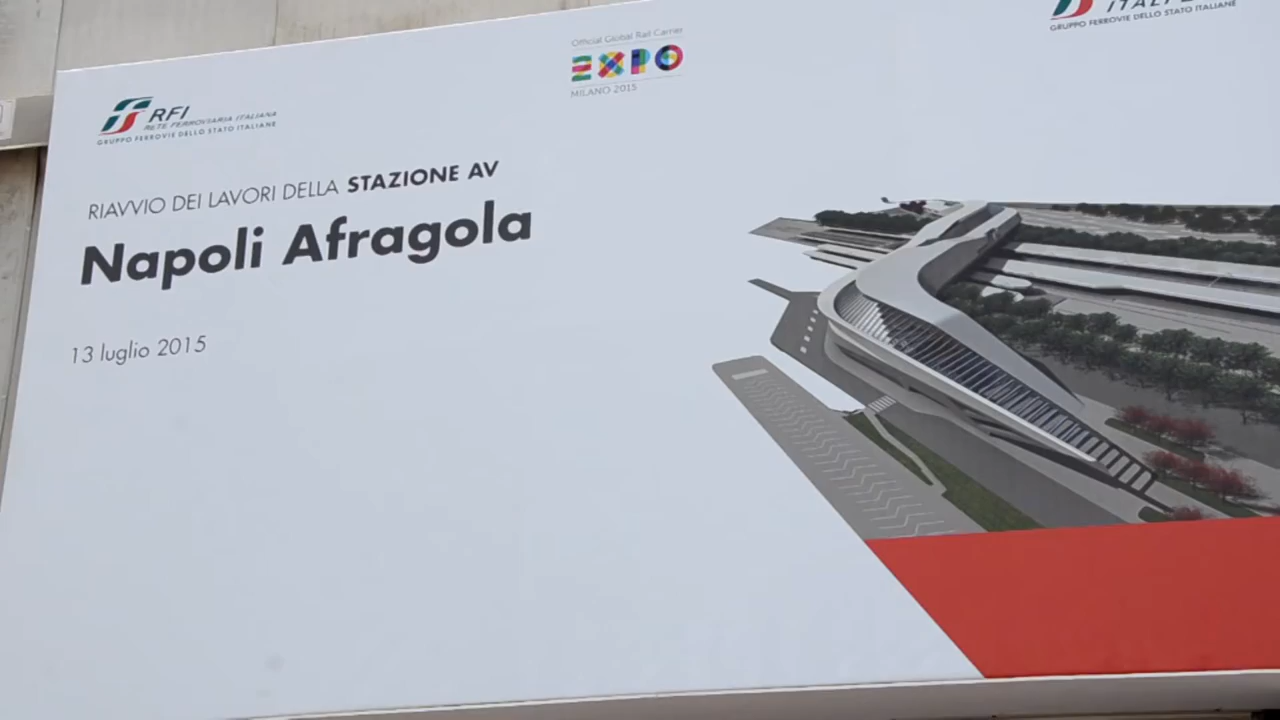 Official Global Rail Carrier
EXPO
MILANO 2015
GRUPPO FERROVIE DELLO STATO ITALIANE
RFI
RETE FERROVIARIA ITALIANA
GRUPPO FERROVIE DELLO STATO ITALIANE
RIAVVIO DEI LAVORI DELLA STAZIONE AV
Napoli Afragola
13 luglio 2015